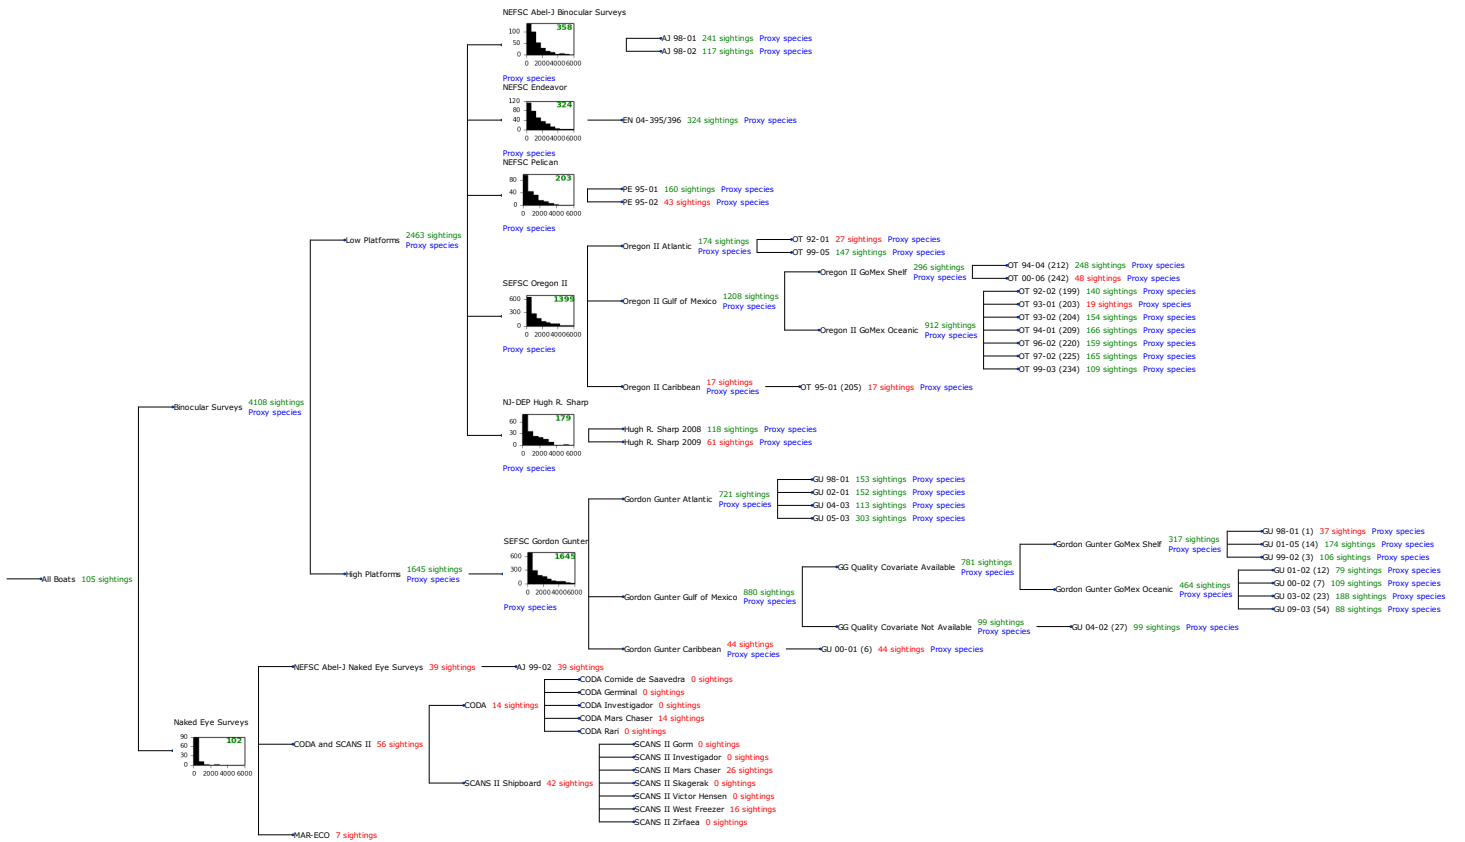 NEFSC Abel-J Binocular Surveys
358
100
50
0
0 2000 4000 6000
Proxy species
AJ 98-01 241 sightings Proxy species
AJ 98-02 117 sightings Proxy species
NEFSC Endeavor
324
120
80
40
0
0 2000 4000 6000
Proxy species
EN 04-395/396 324 sightings Proxy species
NEFSC Pelican
203
80
40
0
0 2000 4000 6000
Proxy species
PE 95-01 160 sightings Proxy species
PE 95-02 43 sightings Proxy species
Low Platforms 2463 sightings
Proxy species
SEFSC Oregon II
1399
600
300
0
0 2000 4000 6000
Proxy species
Oregon II Atlantic 174 sightings
Proxy species
OT 92-01 27 sightings Proxy species
OT 99-05 147 sightings Proxy species
Oregon II Gulf of Mexico 1208 sightings
Proxy species
Oregon II GoMex Shelf 296 sightings
Proxy species
OT 94-04 (212) 248 sightings Proxy species
OT 00-06 (242) 48 sightings Proxy species
Oregon II GoMex Oceanic 912 sightings
Proxy species
OT 92-02 (199) 140 sightings Proxy species
OT 93-01 (203) 19 sightings Proxy species
OT 93-02 (204) 154 sightings Proxy species
OT 94-01 (209) 166 sightings Proxy species
OT 96-02 (220) 159 sightings Proxy species
OT 97-02 (225) 165 sightings Proxy species
OT 99-03 (234) 109 sightings Proxy species
Oregon II Caribbean 17 sightings
Proxy species
OT 95-01 (205) 17 sightings Proxy species
NJ-DEP Hugh R. Sharp
179
60
30
0
0 2000 4000 6000
Proxy species
Hugh R. Sharp 2008 118 sightings Proxy species
Hugh R. Sharp 2009 61 sightings Proxy species
Binocular Surveys 4108 sightings
Proxy species
High Platforms 1645 sightings
Proxy species
SEFSC Gordon Gunter
1645
600
300
0
0 2000 4000 6000
Proxy species
Gordon Gunter Atlantic 721 sightings
Proxy species
GU 98-01 153 sightings Proxy species
GU 02-01 152 sightings Proxy species
GU 04-03 113 sightings Proxy species
GU 05-03 303 sightings Proxy species
Gordon Gunter Gulf of Mexico 880 sightings
Proxy species
GG Quality Covariate Available 781 sightings
Proxy species
Gordon Gunter GoMex Shelf 317 sightings
Proxy species
GU 98-01 (1) 37 sightings Proxy species
GU 01-05 (14) 174 sightings Proxy species
GU 99-02 (3) 106 sightings Proxy species
Gordon Gunter GoMex Oceanic 464 sightings
Proxy species
GU 01-02 (12) 79 sightings Proxy species
GU 00-02 (7) 109 sightings Proxy species
GU 03-02 (23) 188 sightings Proxy species
GU 09-03 (54) 88 sightings Proxy species
GG Quality Covariate Not Available 99 sightings
Proxy species
GU 04-02 (27) 99 sightings Proxy species
Gordon Gunter Caribbean 44 sightings
Proxy species
GU 00-01 (6) 44 sightings Proxy species
All Boats 105 sightings
Naked Eye Surveys
102
90
60
30
0
0 2000 4000 6000
NEFSC Abel-J Naked Eye Surveys 39 sightings
AJ 99-02 39 sightings
CODA and SCANS II 56 sightings
CODA 14 sightings
CODA Cornide de Saavedra 0 sightings
CODA Germinal 0 sightings
CODA Investigador 0 sightings
CODA Mars Chaser 14 sightings
CODA Rari 0 sightings
SCANS II Shipboard 42 sightings
SCANS II Gorm 0 sightings
SCANS II Investigador 0 sightings
SCANS II Mars Chaser 26 sightings
SCANS II Skagerak 0 sightings
SCANS II Victor Hensen 0 sightings
SCANS II West Freezer 16 sightings
SCANS II Zirfaea 0 sightings
MAR-ECO 7 sightings